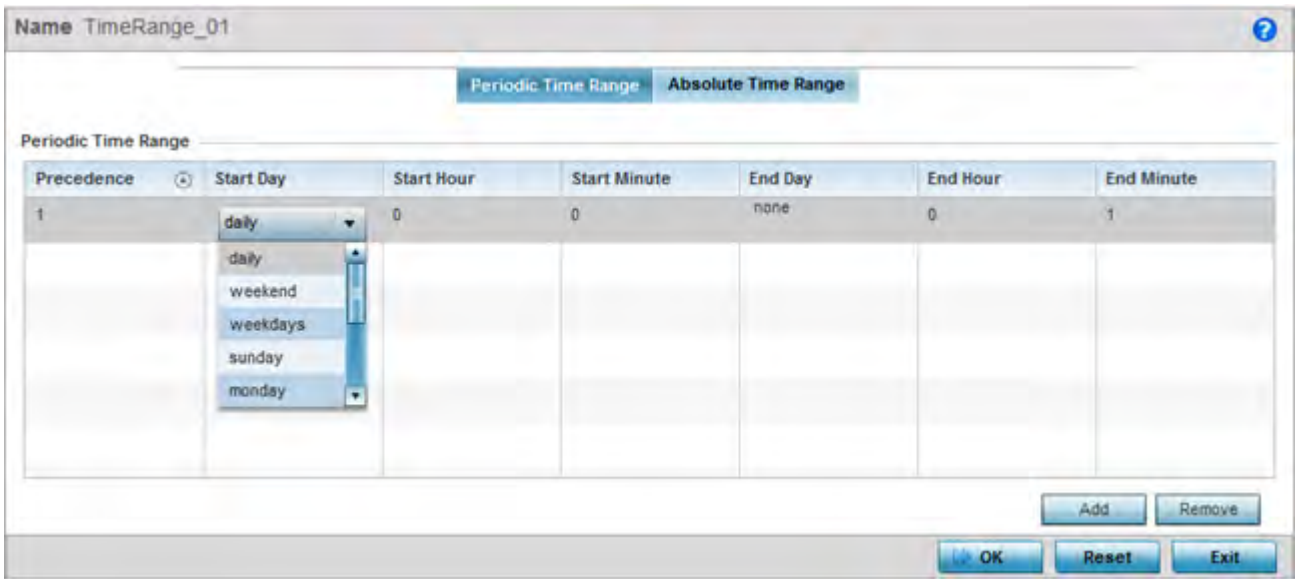 Name TimeRange_01
?
Periodic Time Range Absolute Time Range
Periodic Time Range
Precedence Start Day Start Hour Start Minute End Day End Hour End Minute
1 daily 0 0 none 0 1
daily
weekend
weekdays
sunday
monday
Add Remove
OK Reset Exit